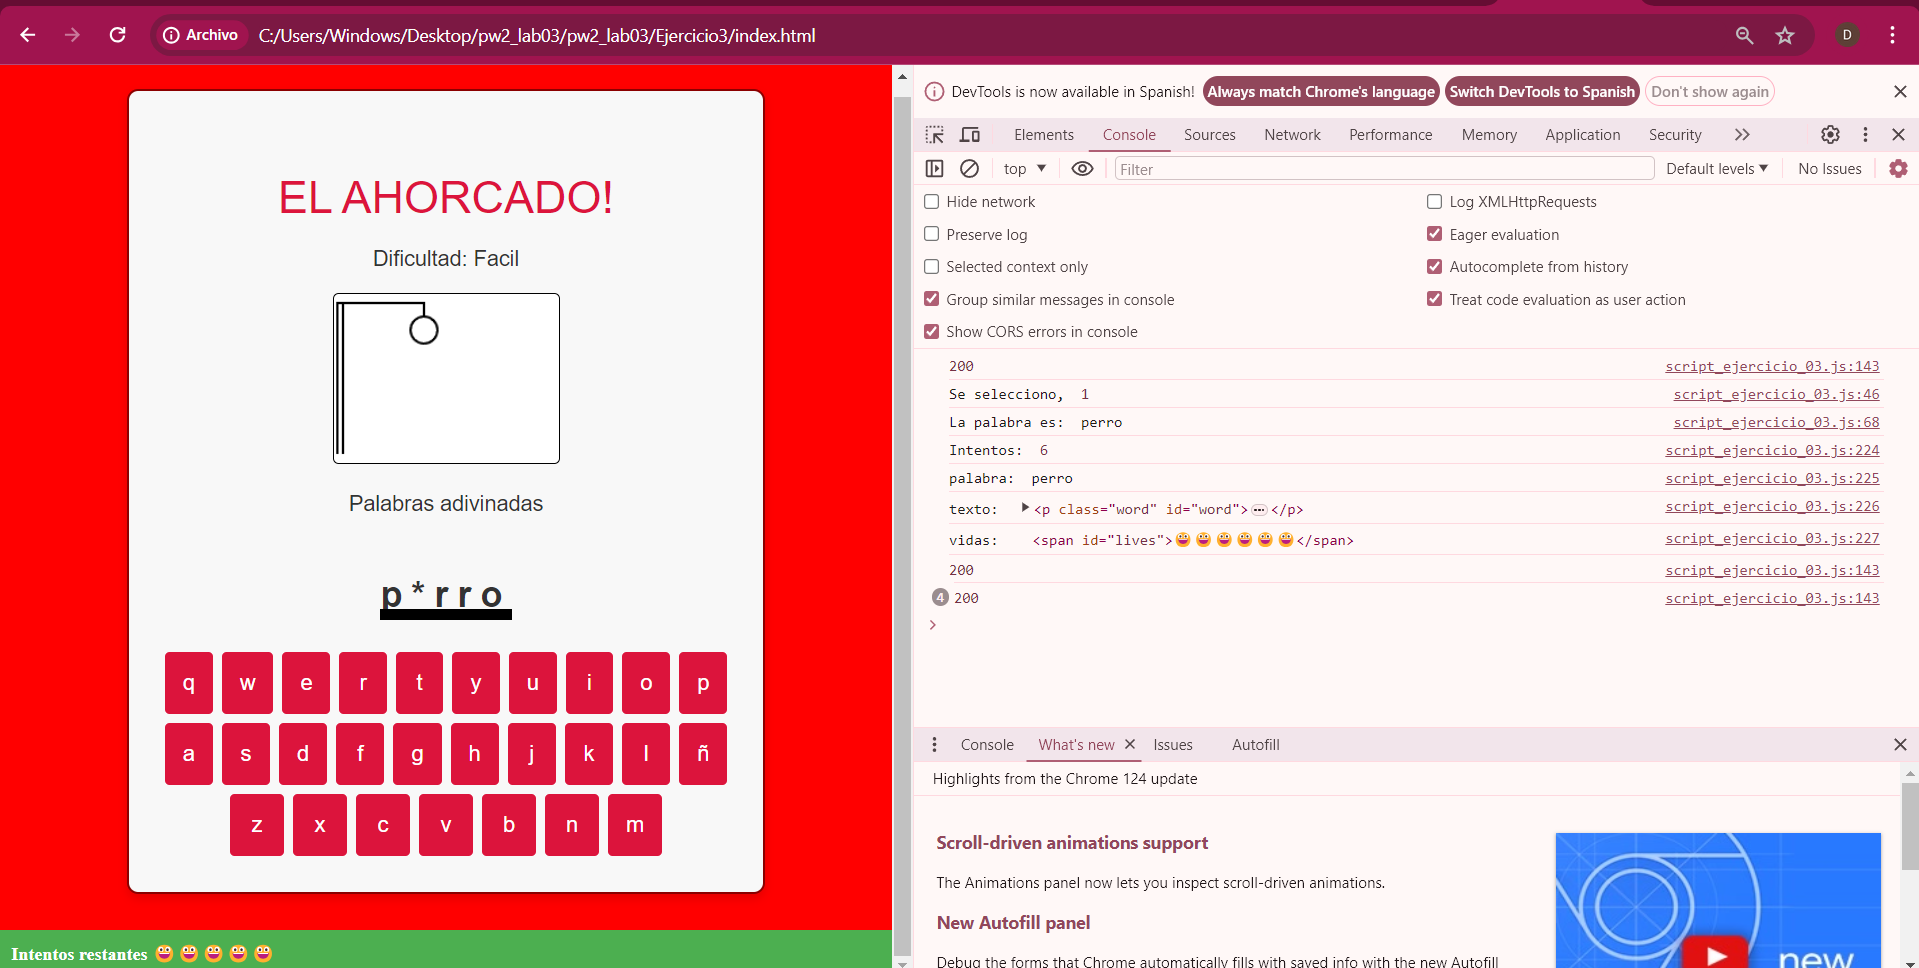 Archivo C:/Users/Windows/Desktop/pw2_lab03/pw2_lab03/Ejercicio3/index.html D
EL AHORCADO!
Dificultad: Facil
Palabras adivinadas
p * r r o
q w e r t y u i o p
a s d f g h j k l ñ
z x c v b n m
Intentos restantes
DevTools is now available in Spanish! Always match Chrome's language Switch DevTools to Spanish Don't show again
Elements Console Sources Network Performance Memory Application Security
top Filter Default levels No Issues
Hide network Log XMLHttpRequests
Preserve log Eager evaluation
Selected context only Autocomplete from history
Group similar messages in console Treat code evaluation as user action
Show CORS errors in console
200 script_ejercicio_03.js:143
Se selecciono, 1 script_ejercicio_03.js:46
La palabra es: perro script_ejercicio_03.js:68
Intentos: 6 script_ejercicio_03.js:224
palabra: perro script_ejercicio_03.js:225
texto: <p class="word" id="word">…</p> script_ejercicio_03.js:226
vidas: <span id="lives">😀😀😀😀😀😀</span> script_ejercicio_03.js:227
200 script_ejercicio_03.js:143
4 200 script_ejercicio_03.js:143
Console What's new Issues Autofill
Highlights from the Chrome 124 update
Scroll-driven animations support
The Animations panel now lets you inspect scroll-driven animations.
New Autofill panel
Debug the forms that Chrome automatically fills with saved info with the new Autofill
new